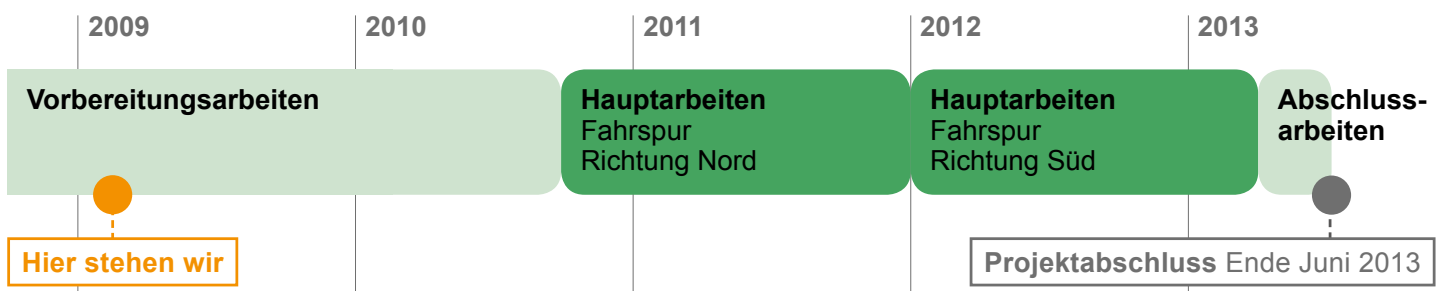 2009
2010
2011
2012
2013
Vorbereitungsarbeiten
Hauptarbeiten
Fahrspur
Richtung Nord
Hauptarbeiten
Fahrspur
Richtung Süd
Abschluss-
arbeiten
Hier stehen wir
Projektabschluss Ende Juni 2013